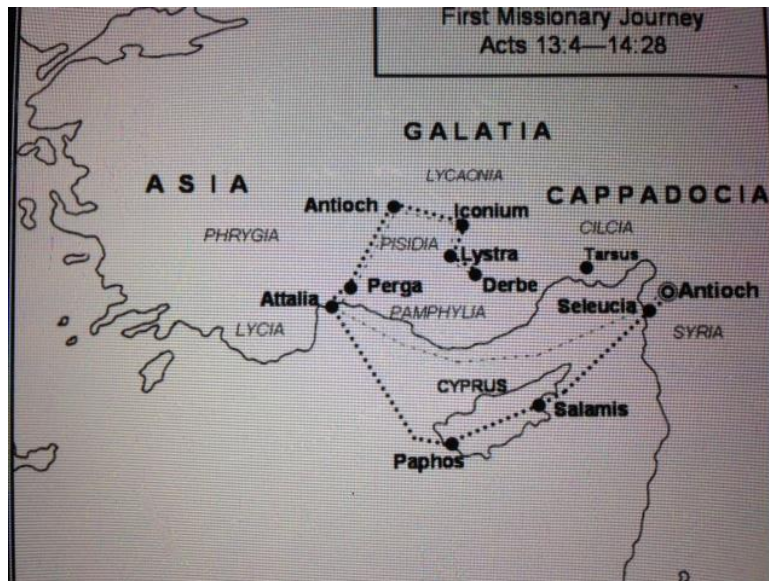 First Missionary Journey
Acts 13:4—14:28
GALATIA
LYCAONIA
ASIA
CAPPADOCIA
Antioch
Iconium
CILCIA
PHRYGIA
PISIDIA
Lystra
Tarsus
Perga
Derbe
Antioch
Attalia
PAMPHYLIA
Seleucia
LYCIA
SYRIA
CYPRUS
Salamis
Paphos